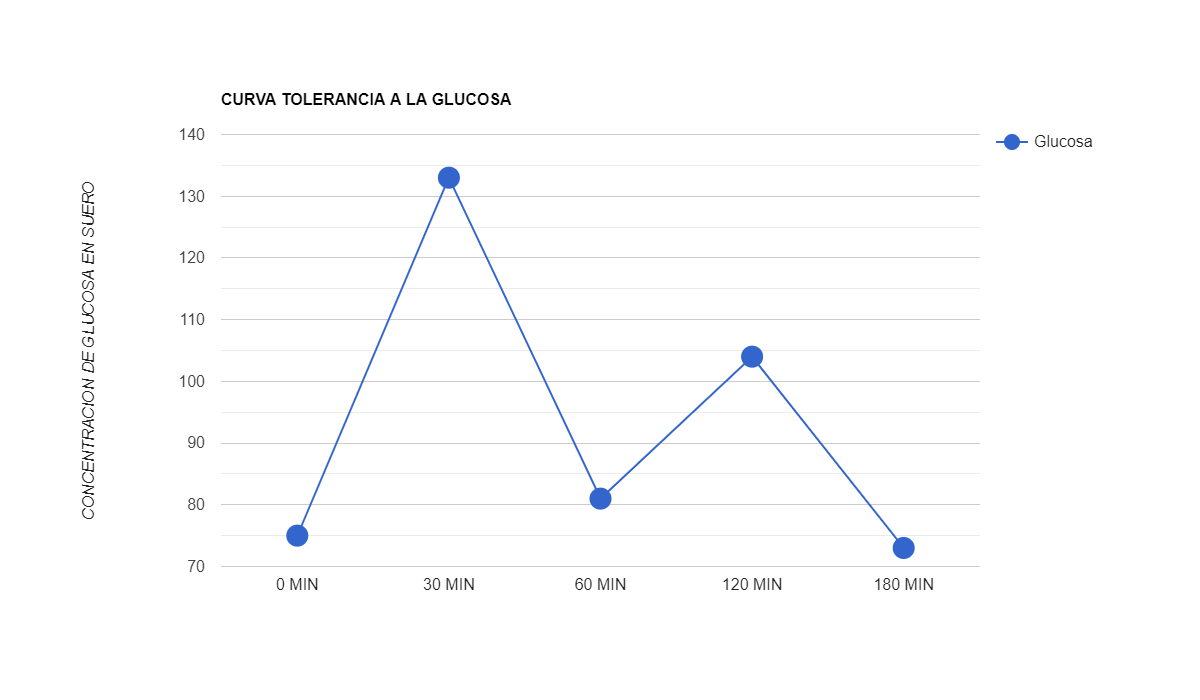 CURVA TOLERANCIA A LA GLUCOSA
Glucosa
CONCENTRACION DE GLUCOSA EN SUERO
140
130
120
110
100
90
80
70
0 MIN
30 MIN
60 MIN
120 MIN
180 MIN